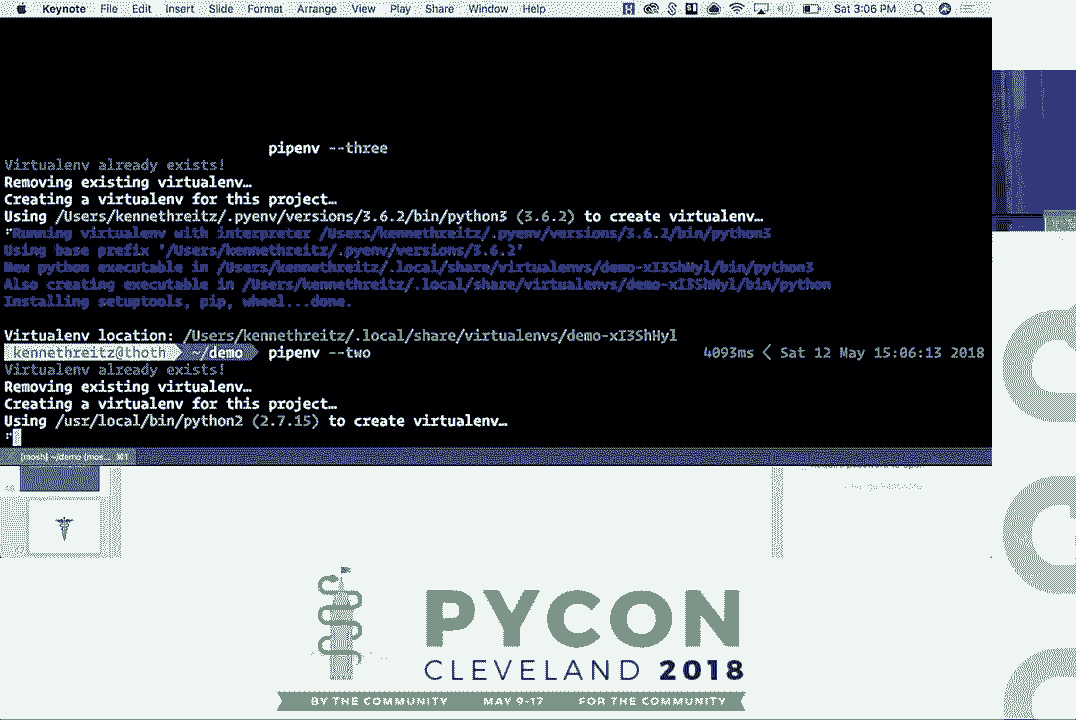 Keynote File Edit Insert Slide Format Arrange View Play Share Window Help Sat 3:06 PM
pipenv --three
Virtualenv already exists!
Removing existing virtualenv…
Creating a virtualenv for this project…
Using /Users/kennethreitz/.pyenv/versions/3.6.2/bin/python3 (3.6.2) to create virtualenv…
Running virtualenv with interpreter /Users/kennethreitz/.pyenv/versions/3.6.2/bin/python3
Using base prefix '/Users/kennethreitz/.pyenv/versions/3.6.2'
New python executable in /Users/kennethreitz/.local/share/virtualenvs/demo-xI3ShHyl/bin/python3
Also creating executable in /Users/kennethreitz/.local/share/virtualenvs/demo-xI3ShHyl/bin/python
Installing setuptools, pip, wheel...done.
Virtualenv location: /Users/kennethreitz/.local/share/virtualenvs/demo-xI3ShHyl
kennethreitz@thoth ~/demo pipenv --two 4093ms < Sat 12 May 15:06:13 2018
Virtualenv already exists!
Removing existing virtualenv…
Creating a virtualenv for this project…
Using /usr/local/bin/python2 (2.7.15) to create virtualenv…
[mosh] ~/demo (mos... ⌘1
PYCON
CLEVELAND 2018
BY THE COMMUNITY MAY 9-17 FOR THE COMMUNITY